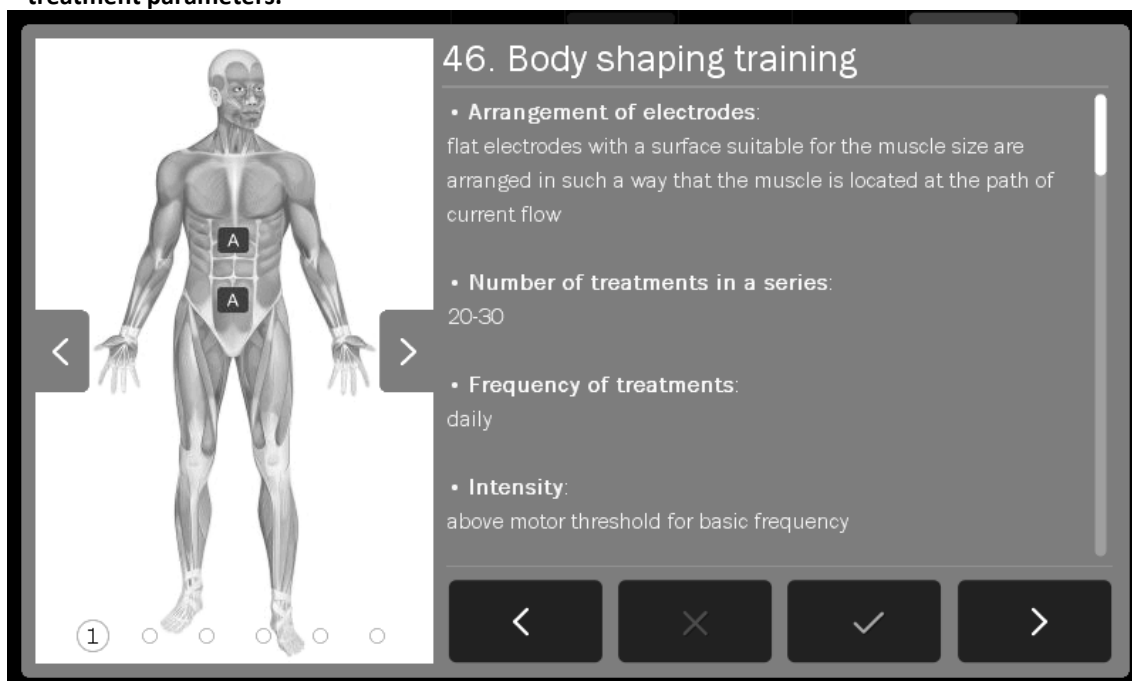 treatment parameters.
46. Body shaping training
• Arrangement of electrodes:
flat electrodes with a surface suitable for the muscle size are
arranged in such a way that the muscle is located at the path of
current flow
• Number of treatments in a series:
20-30
• Frequency of treatments:
daily
• Intensity:
above motor threshold for basic frequency
A
A
1